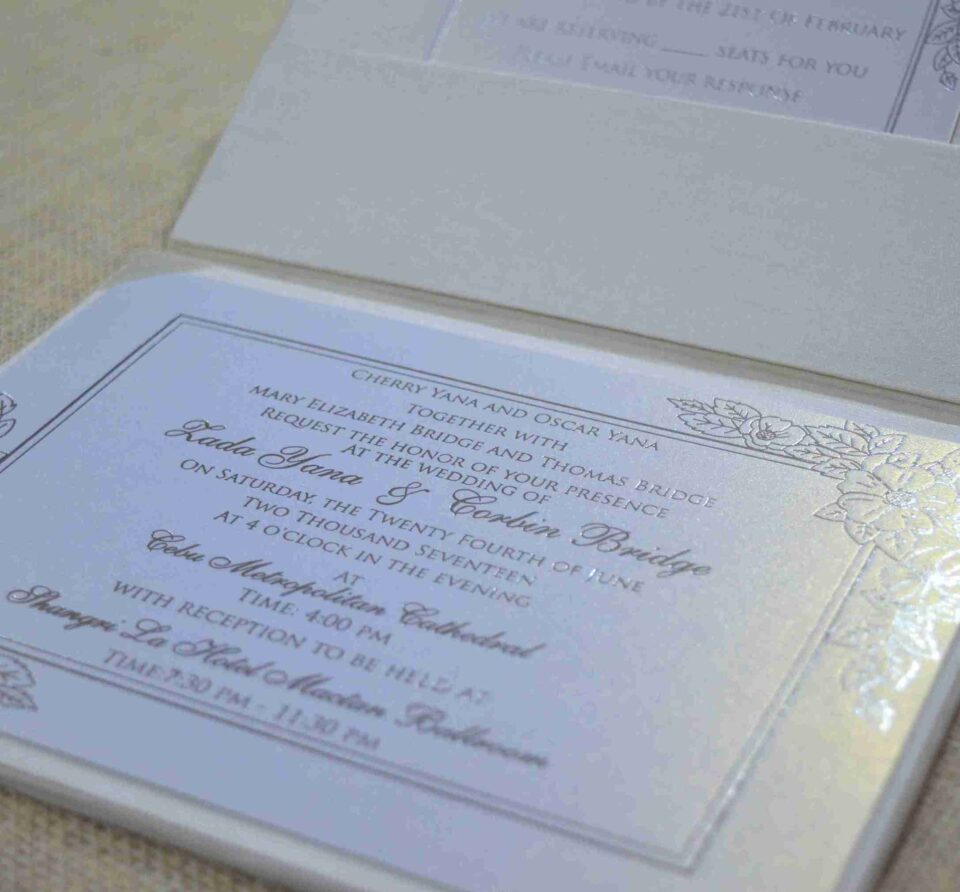 BY THE 21ST OF FEBRUARY
ARE RESERVING ____ SEATS FOR YOU
PLEASE EMAIL YOUR RESPONSE
CHERRY YANA AND OSCAR YANA
TOGETHER WITH
MARY ELIZABETH BRIDGE AND THOMAS BRIDGE
REQUEST THE HONOR OF YOUR PRESENCE
AT THE WEDDING OF
Zada Yana & Corbin Bridge
ON SATURDAY, THE TWENTY FOURTH OF JUNE
TWO THOUSAND SEVENTEEN
AT 4 O'CLOCK IN THE EVENING
AT
Cebu Metropolitan Cathedral
TIME: 4:00 PM
WITH RECEPTION TO BE HELD AT
Shangri La Hotel Mactan Ballroom
TIME:7:30 PM - 11:30 PM